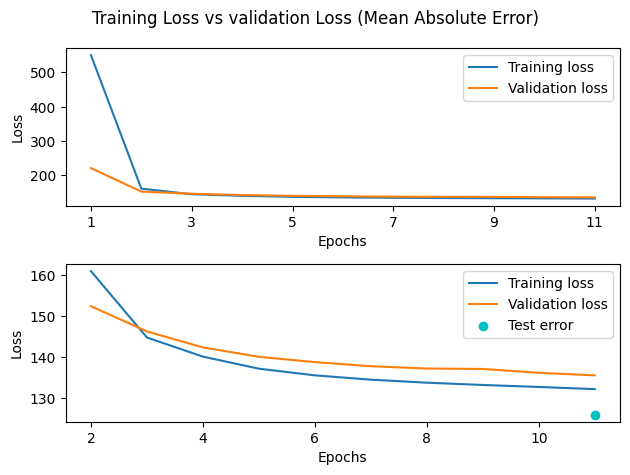 Training Loss vs validation Loss (Mean Absolute Error)
500
400
300
200
Loss
Training loss
Validation loss
1 3 5 7 9 11
Epochs
160
150
140
130
Loss
Training loss
Validation loss
Test error
2 4 6 8 10
Epochs